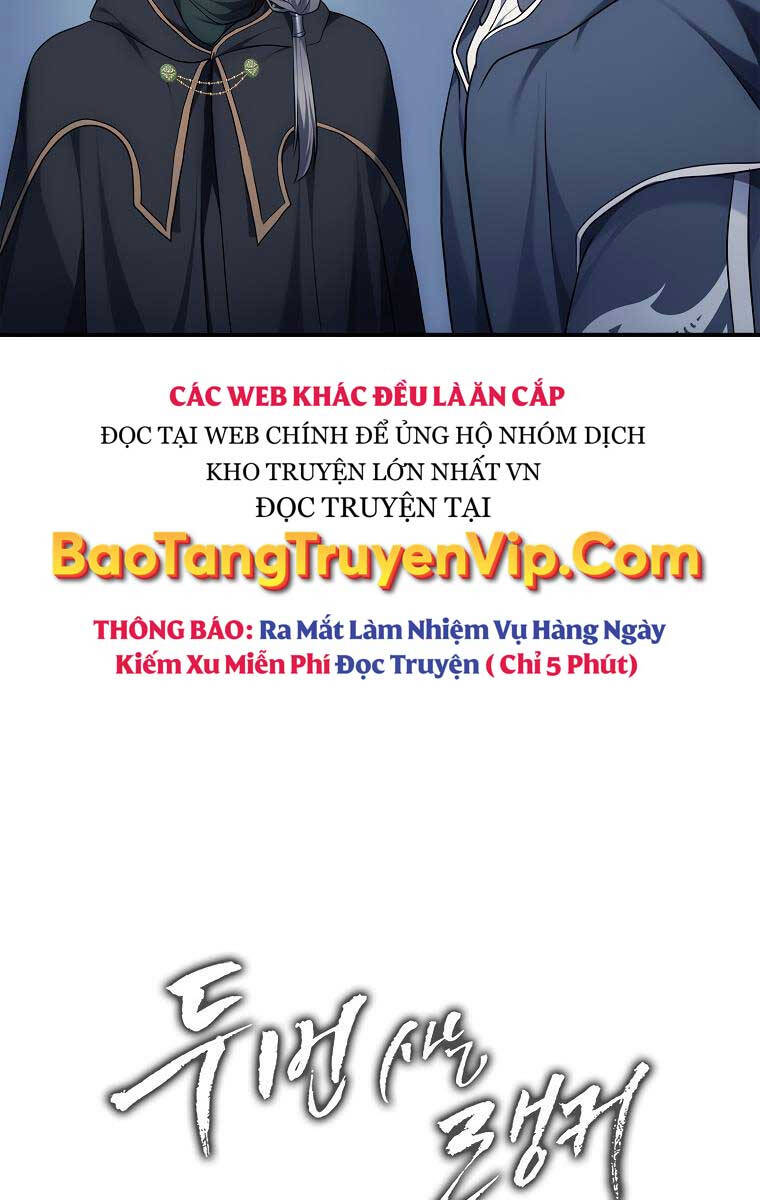 CÁC WEB KHÁC ĐỀU LÀ ĂN CẮP
ĐỌC TẠI WEB CHÍNH ĐỂ ỦNG HỘ NHÓM DỊCH
KHO TRUYỆN LỚN NHẤT VN
ĐỌC TRUYỆN TẠI
BaoTangTruyenVip.Com
THÔNG BÁO: Ra Mắt Làm Nhiệm Vụ Hàng Ngày
Kiếm Xu Miễn Phí Đọc Truyện ( Chỉ 5 Phút)
두번 사는
랭커